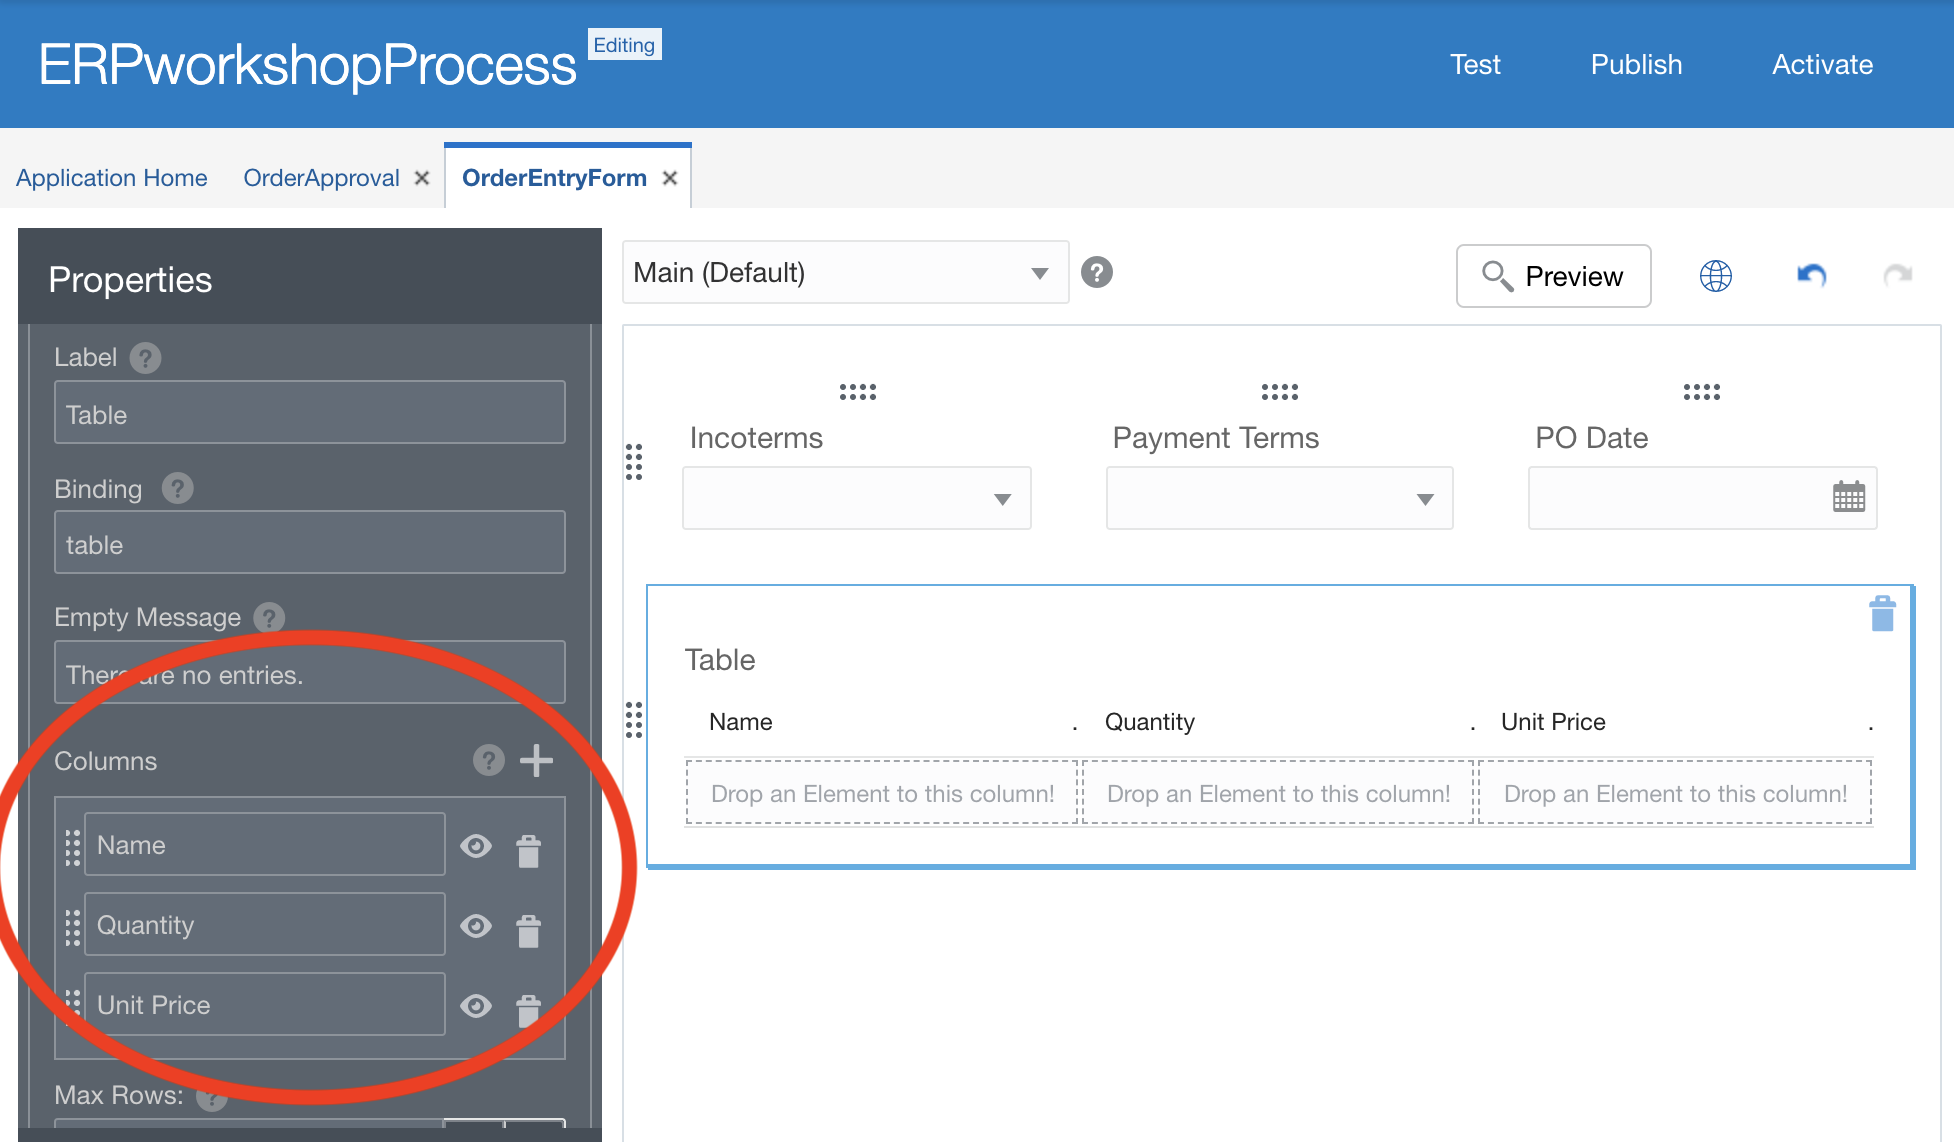 ERPworkshopProcess Editing
Test Publish Activate
Application Home OrderApproval OrderEntryForm
Properties
Label
Table
Binding
table
Empty Message
There are no entries.
Columns
Name
Quantity
Unit Price
Max Rows:
Main (Default)
Preview
Incoterms Payment Terms PO Date
Table
Name . Quantity . Unit Price .
Drop an Element to this column! Drop an Element to this column! Drop an Element to this column!